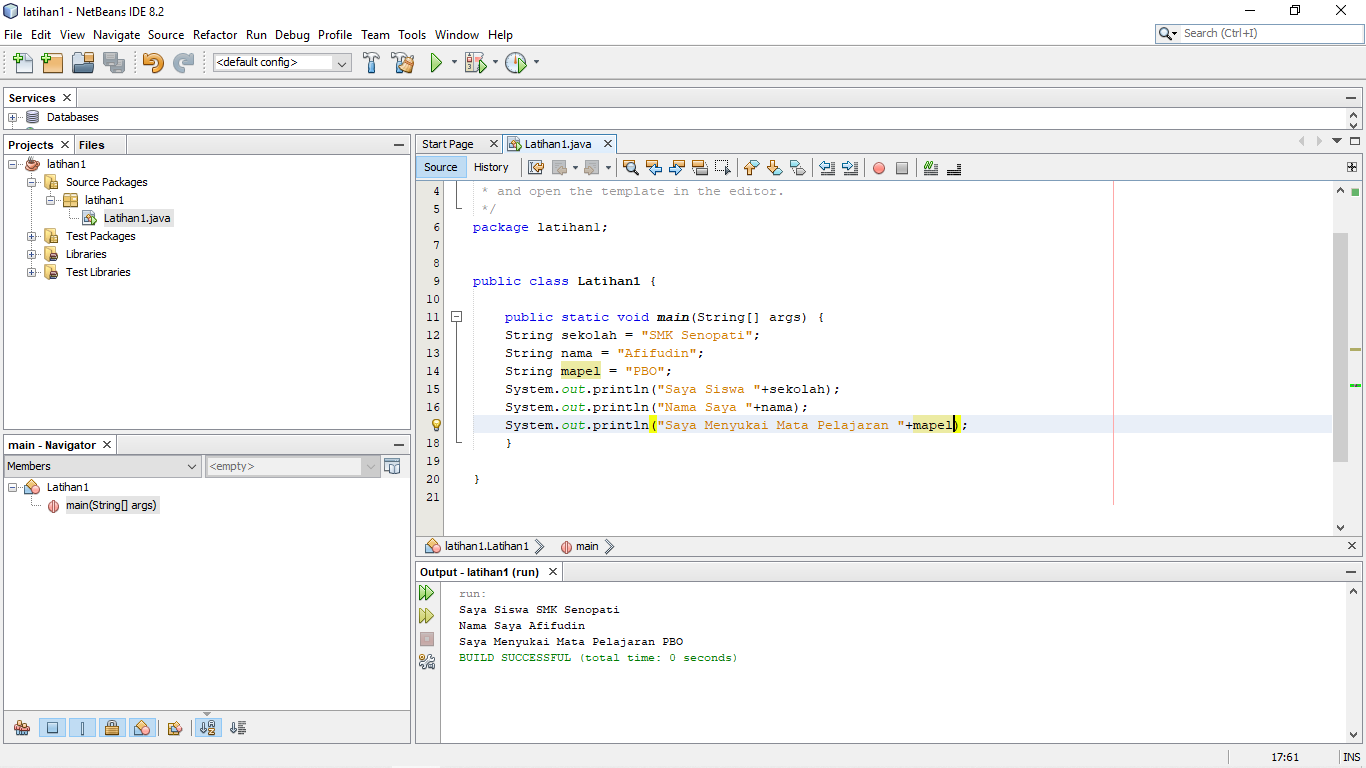 latihan1 - NetBeans IDE 8.2
File Edit View Navigate Source Refactor Run Debug Profile Team Tools Window Help
Search (Ctrl+I)
<default config>
Services
Databases
Projects Files
latihan1
Source Packages
latihan1
Latihan1.java
Test Packages
Libraries
Test Libraries
main - Navigator
Members <empty>
Latihan1
main(String[] args)
Start Page Latihan1.java
Source History
4 * and open the template in the editor.
5 */
6 package latihan1;
7
8
9 public class Latihan1 {
10
11 public static void main(String[] args) {
12 String sekolah = "SMK Senopati";
13 String nama = "Afifudin";
14 String mapel = "PBO";
15 System.out.println("Saya Siswa "+sekolah);
16 System.out.println("Nama Saya "+nama);
System.out.println("Saya Menyukai Mata Pelajaran "+mapel);
18 }
19
20 }
21
latihan1.Latihan1 main
Output - latihan1 (run)
run:
Saya Siswa SMK Senopati
Nama Saya Afifudin
Saya Menyukai Mata Pelajaran PBO
BUILD SUCCESSFUL (total time: 0 seconds)
17:61 INS